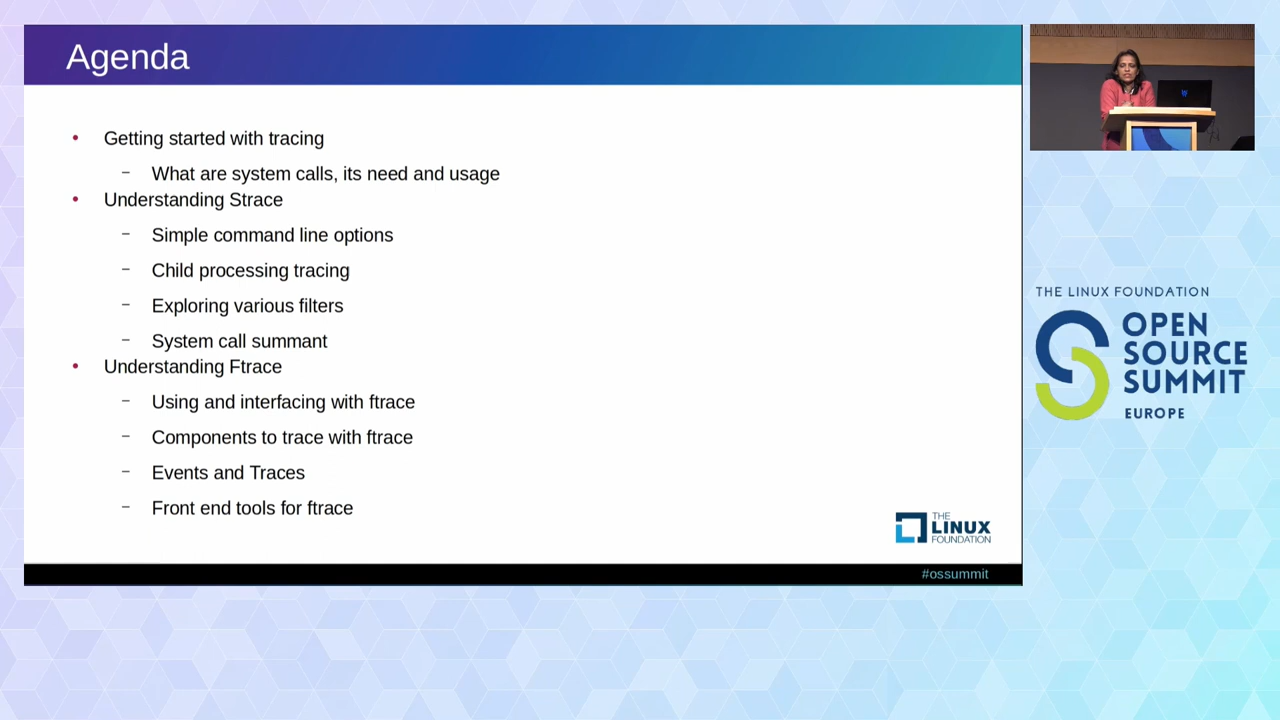 Agenda
• Getting started with tracing
– What are system calls, its need and usage
• Understanding Strace
– Simple command line options
– Child processing tracing
– Exploring various filters
– System call summant
• Understanding Ftrace
– Using and interfacing with ftrace
– Components to trace with ftrace
– Events and Traces
– Front end tools for ftrace
THE
LINUX
FOUNDATION
#ossummit
THE LINUX FOUNDATION
OPEN
SOURCE
SUMMIT
EUROPE